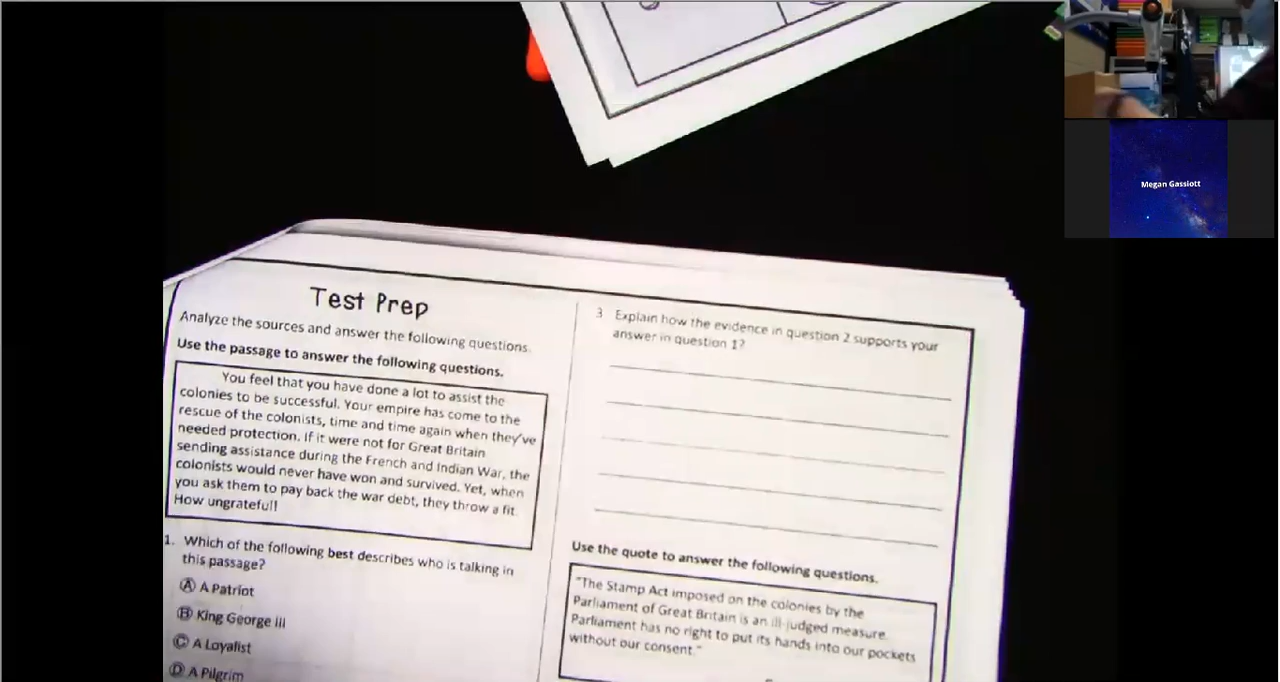 Megan Gassiott
Test Prep
Analyze the sources and answer the following questions.
Use the passage to answer the following questions.
You feel that you have done a lot to assist the
colonies to be successful. Your empire has come to the
rescue of the colonists, time and time again when they've
needed protection. If it were not for Great Britain
sending assistance during the French and Indian War, the
colonists would never have won and survived. Yet, when
you ask them to pay back the war debt, they throw a fit.
How ungrateful!
1. Which of the following best describes who is talking in
this passage?
A A Patriot
B King George III
C A Loyalist
D A Pilgrim
3 Explain how the evidence in question 2 supports your
answer in question 1?
Use the quote to answer the following questions.
"The Stamp Act imposed on the colonies by the
Parliament of Great Britain is an ill-judged measure.
Parliament has no right to put its hands into our pockets
without our consent."